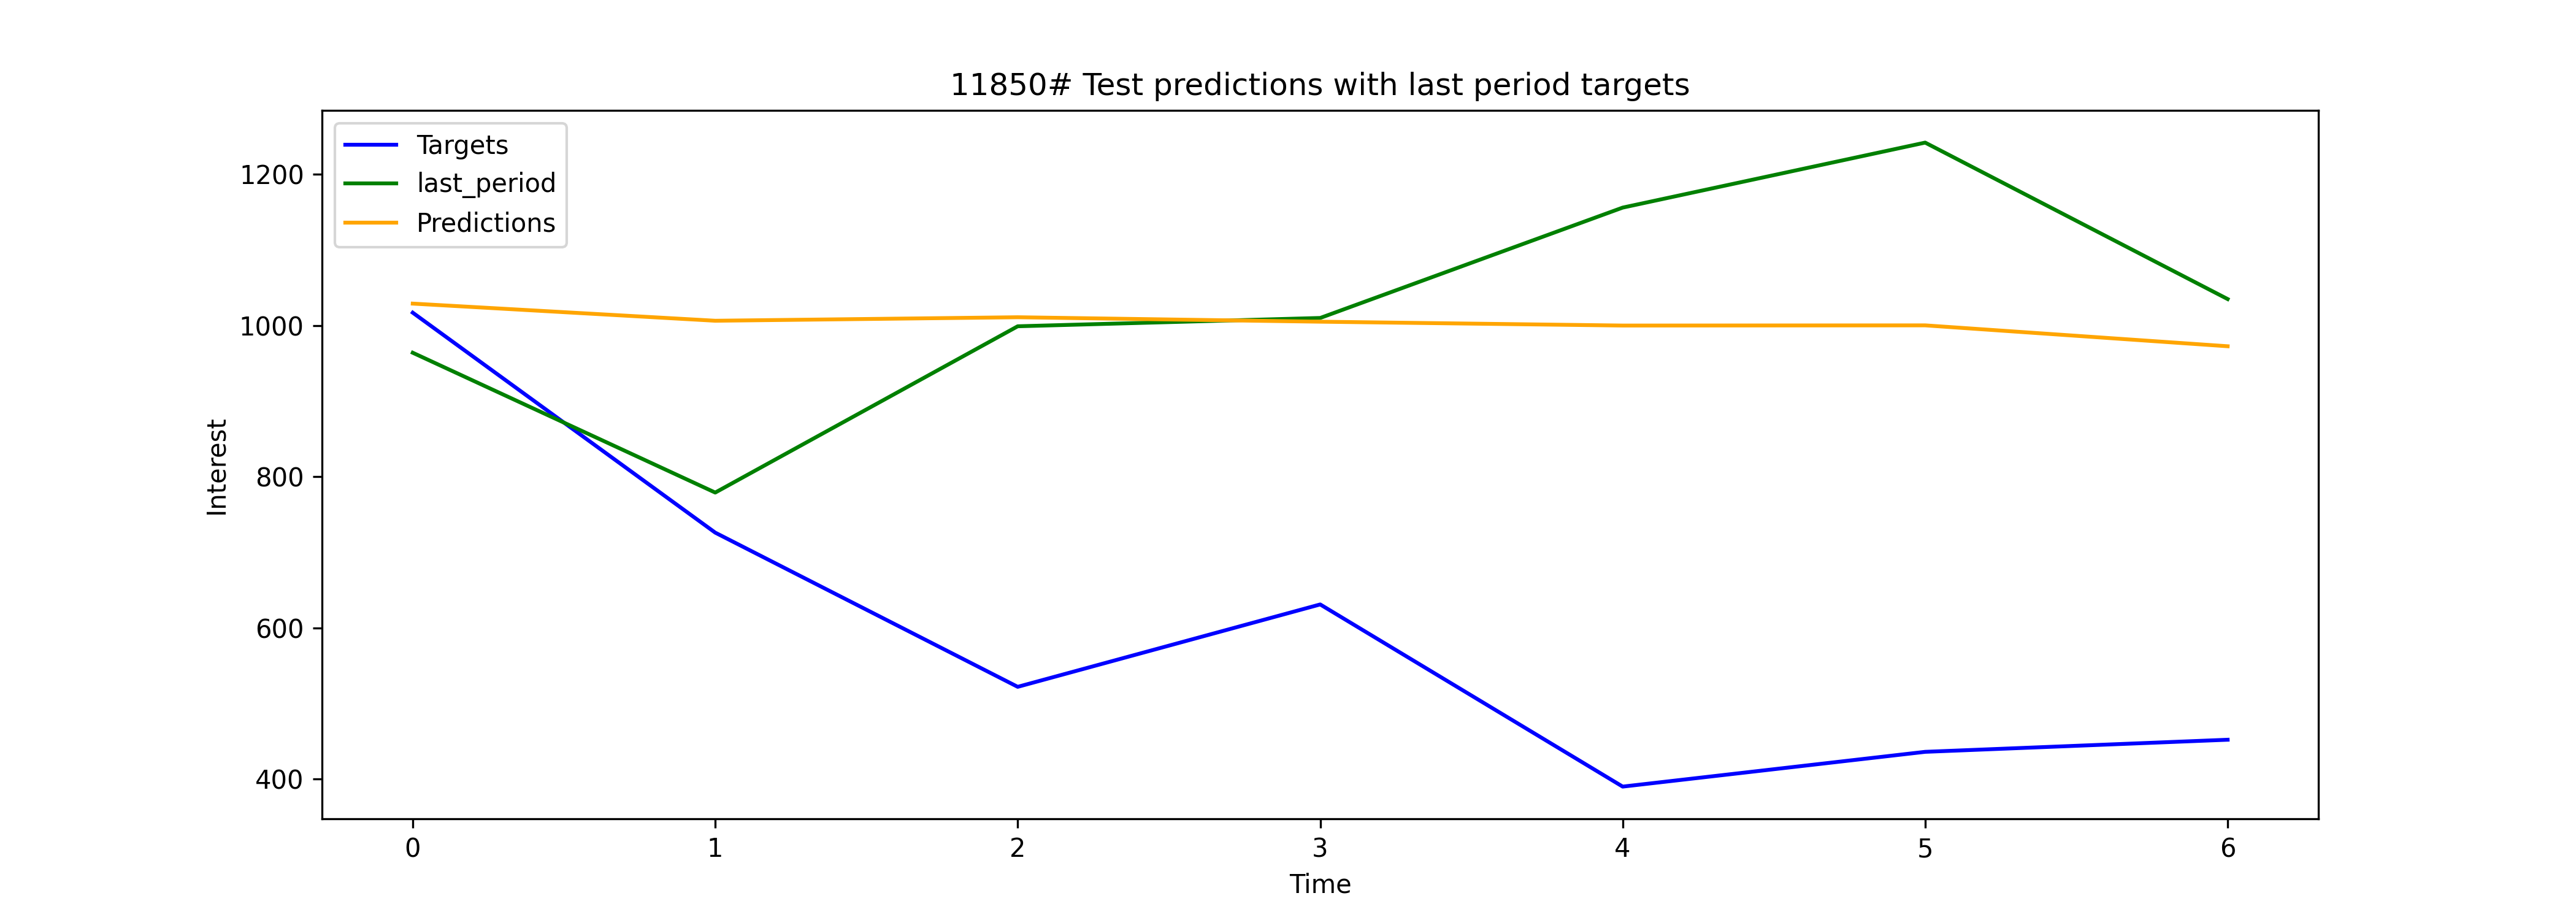 11850# Test predictions with last period targets
Targets
last_period
Predictions
1200
1000
800
600
400
Interest
0 1 2 3 4 5 6
Time